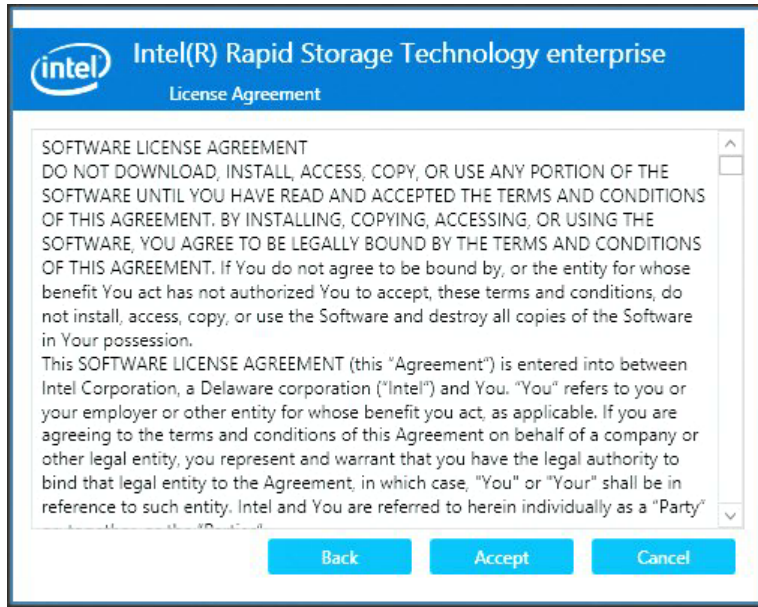 intel
Intel(R) Rapid Storage Technology enterprise
License Agreement
SOFTWARE LICENSE AGREEMENT
DO NOT DOWNLOAD, INSTALL, ACCESS, COPY, OR USE ANY PORTION OF THE
SOFTWARE UNTIL YOU HAVE READ AND ACCEPTED THE TERMS AND CONDITIONS
OF THIS AGREEMENT. BY INSTALLING, COPYING, ACCESSING, OR USING THE
SOFTWARE, YOU AGREE TO BE LEGALLY BOUND BY THE TERMS AND CONDITIONS
OF THIS AGREEMENT. If You do not agree to be bound by, or the entity for whose
benefit You act has not authorized You to accept, these terms and conditions, do
not install, access, copy, or use the Software and destroy all copies of the Software
in Your possession.
This SOFTWARE LICENSE AGREEMENT (this "Agreement") is entered into between
Intel Corporation, a Delaware corporation ("Intel") and You. "You" refers to you or
your employer or other entity for whose benefit you act, as applicable. If you are
agreeing to the terms and conditions of this Agreement on behalf of a company or
other legal entity, you represent and warrant that you have the legal authority to
bind that legal entity to the Agreement, in which case, "You" or "Your" shall be in
reference to such entity. Intel and You are referred to herein individually as a "Party"
Back
Accept
Cancel